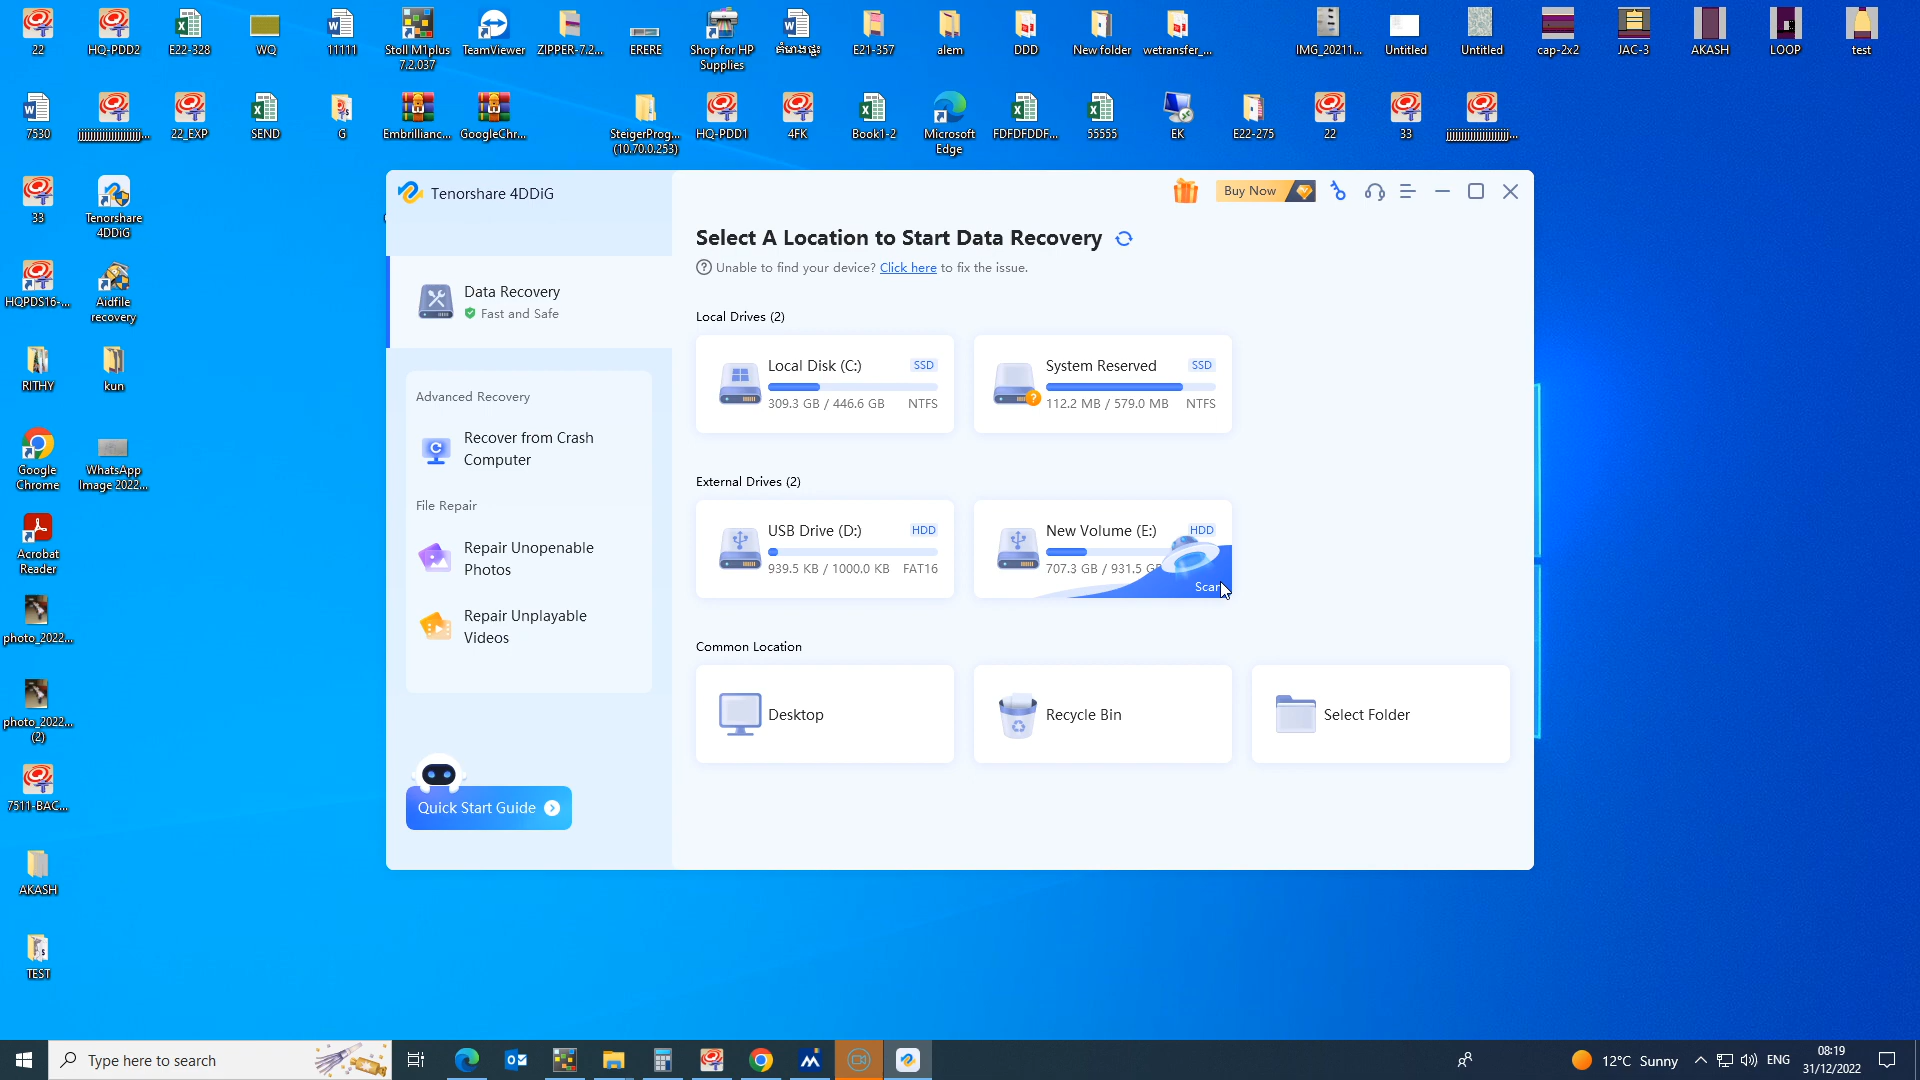 22
HQ-PDD2
E22-328
WQ
11111
Stoll M1plus
7.2.037
TeamViewer
ZIPPER-7.2...
ERERE
Shop for HP
Supplies
គំរោងផ្ទះ
E21-357
alem
DDD
New folder
wetransfer_...
IMG_20211...
Untitled
Untitled
cap-2x2
JAC-3
AKASH
LOOP
test
7530
22_EXP
SEND
G
Embrillianc...
GoogleChr...
SteigerProg...
(10.70.0.253)
HQ-PDD1
4FK
Book1-2
Microsoft
Edge
FDFDFDDF...
55555
EK
E22-275
22
33
33
Tenorshare
4DDiG
HQPDS16-...
Aidfile
recovery
RITHY
kun
Google
Chrome
WhatsApp
Image 2022...
Acrobat
Reader
photo_2022...
photo_2022...
(2)
7511-BAC...
AKASH
TEST
Tenorshare 4DDiG
Buy Now
Data Recovery
Fast and Safe
Advanced Recovery
Recover from Crash
Computer
File Repair
Repair Unopenable
Photos
Repair Unplayable
Videos
Quick Start Guide
Select A Location to Start Data Recovery
Unable to find your device? Click here to fix the issue.
Local Drives (2)
Local Disk (C:) SSD
309.3 GB / 446.6 GB NTFS
System Reserved SSD
112.2 MB / 579.0 MB NTFS
External Drives (2)
USB Drive (D:) HDD
939.5 KB / 1000.0 KB FAT16
New Volume (E:) HDD
707.3 GB / 931.5 GB
Scan
Common Location
Desktop
Recycle Bin
Select Folder
Type here to search
12°C Sunny
ENG
08:19
31/12/2022